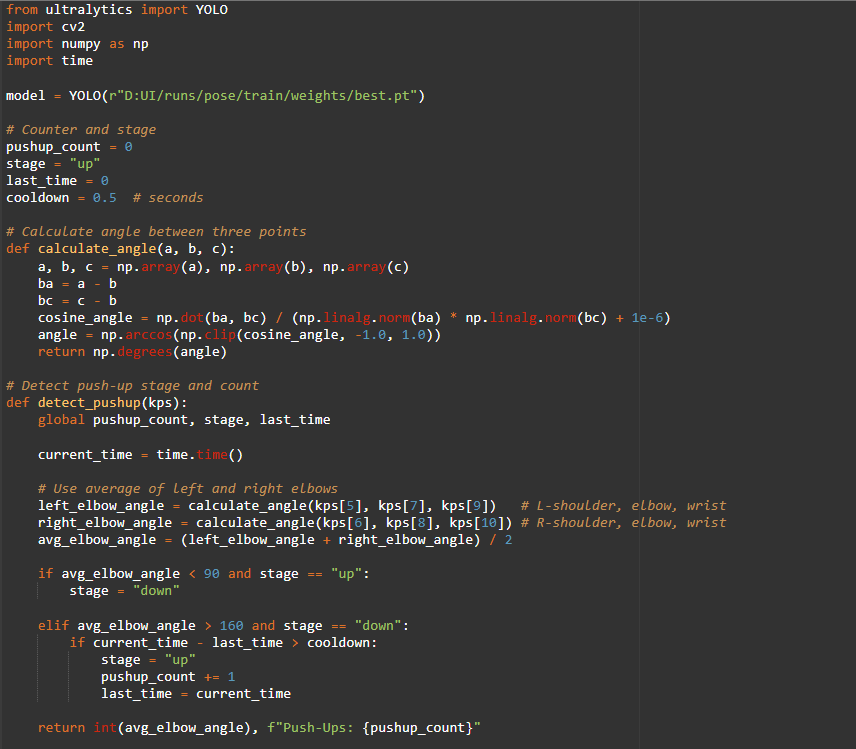 from ultralytics import YOLO
import cv2
import numpy as np
import time
model = YOLO(r"D:UI/runs/pose/train/weights/best.pt")
# Counter and stage
pushup_count = 0
stage = "up"
last_time = 0
cooldown = 0.5  # seconds
# Calculate angle between three points
def calculate_angle(a, b, c):
    a, b, c = np.array(a), np.array(b), np.array(c)
    ba = a - b
    bc = c - b
    cosine_angle = np.dot(ba, bc) / (np.linalg.norm(ba) * np.linalg.norm(bc) + 1e-6)
    angle = np.arccos(np.clip(cosine_angle, -1.0, 1.0))
    return np.degrees(angle)
# Detect push-up stage and count
def detect_pushup(kps):
    global pushup_count, stage, last_time
    current_time = time.time()
    # Use average of left and right elbows
    left_elbow_angle = calculate_angle(kps[5], kps[7], kps[9])   # L-shoulder, elbow, wrist
    right_elbow_angle = calculate_angle(kps[6], kps[8], kps[10]) # R-shoulder, elbow, wrist
    avg_elbow_angle = (left_elbow_angle + right_elbow_angle) / 2
    if avg_elbow_angle < 90 and stage == "up":
        stage = "down"
    elif avg_elbow_angle > 160 and stage == "down":
        if current_time - last_time > cooldown:
            stage = "up"
            pushup_count += 1
            last_time = current_time
    return int(avg_elbow_angle), f"Push-Ups: {pushup_count}"